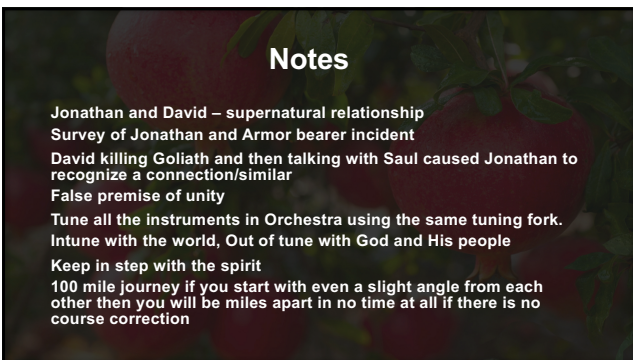 Notes
Jonathan and David – supernatural relationship
Survey of Jonathan and Armor bearer incident
David killing Goliath and then talking with Saul caused Jonathan to
recognize a connection/similar
False premise of unity
Tune all the instruments in Orchestra using the same tuning fork.
Intune with the world, Out of tune with God and His people
Keep in step with the spirit
100 mile journey if you start with even a slight angle from each
other then you will be miles apart in no time at all if there is no
course correction